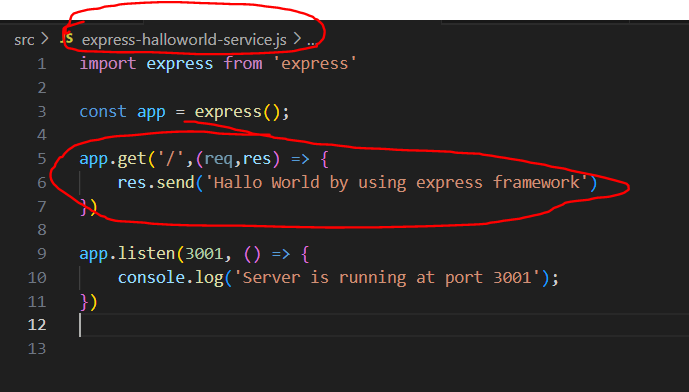 src > JS express-halloworld-service.js > ...
1 import express from 'express'
2
3 const app = express();
4
5 app.get('/',(req,res) => {
6 res.send('Hallo World by using express framework')
7 })
8
9 app.listen(3001, () => {
10 console.log('Server is running at port 3001');
11 })
12
13